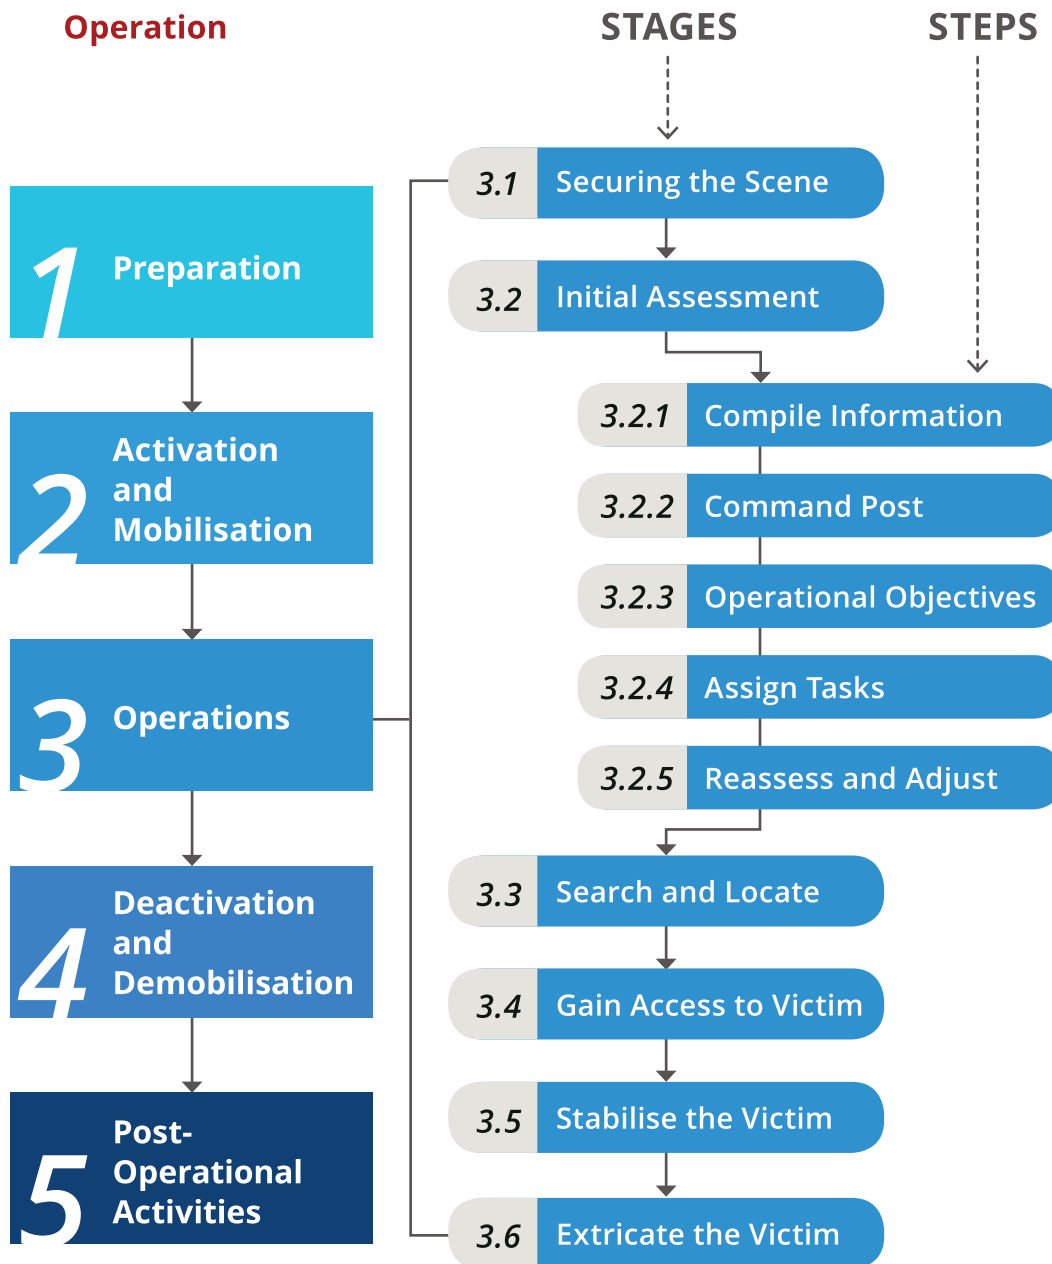 Operation
STAGES
STEPS
1
Preparation
2
Activation
and
Mobilisation
3
Operations
4
Deactivation
and
Demobilisation
5
Post-
Operational
Activities
3.1 Securing the Scene
3.2 Initial Assessment
3.2.1 Compile Information
3.2.2 Command Post
3.2.3 Operational Objectives
3.2.4 Assign Tasks
3.2.5 Reassess and Adjust
3.3 Search and Locate
3.4 Gain Access to Victim
3.5 Stabilise the Victim
3.6 Extricate the Victim